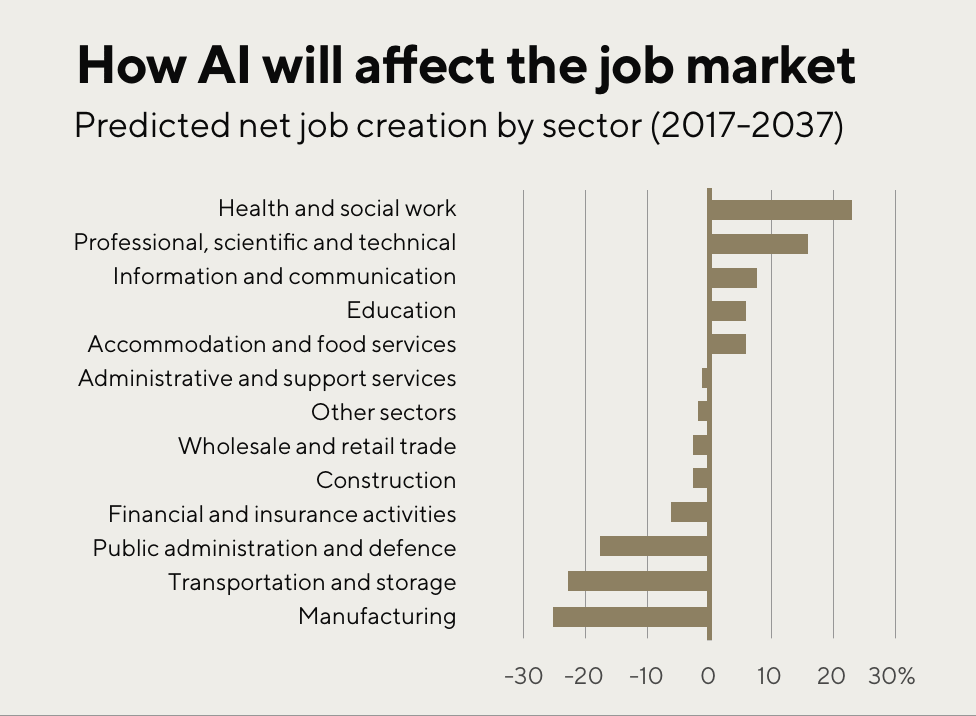 How AI will affect the job market
Predicted net job creation by sector (2017-2037)
Health and social work
Professional, scientific and technical
Information and communication
Education
Accommodation and food services
Administrative and support services
Other sectors
Wholesale and retail trade
Construction
Financial and insurance activities
Public administration and defence
Transportation and storage
Manufacturing
-30 -20 -10 0 10 20 30%